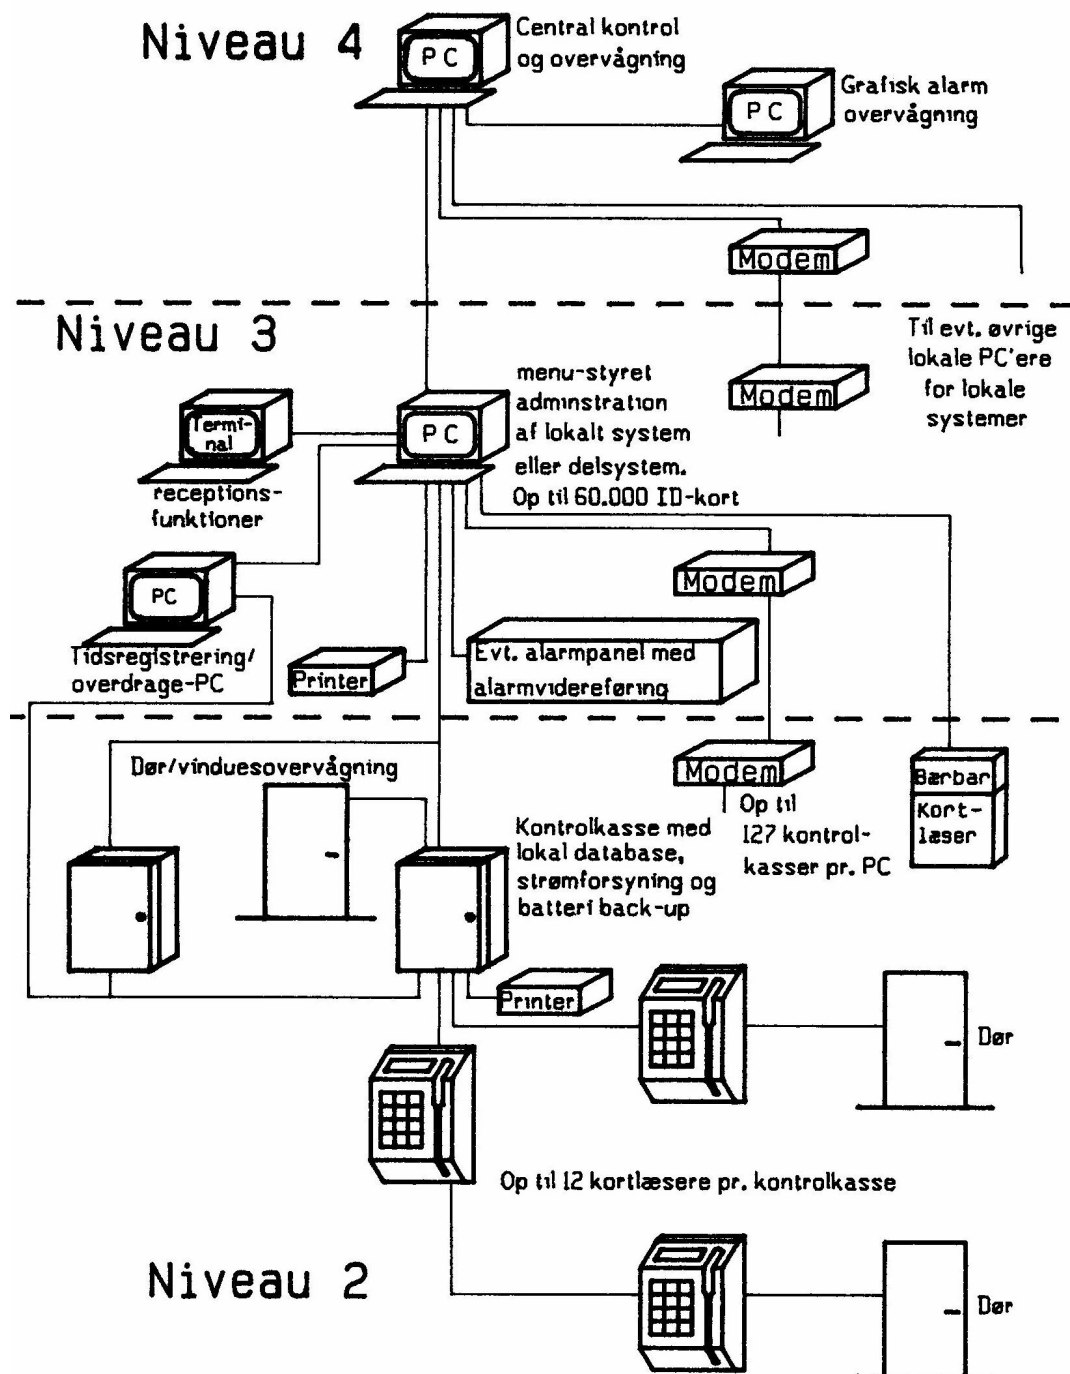 Niveau 4
PC
Central kontrol
og overvågning
PC
Grafisk alarm
overvågning
Modem
Niveau 3
Til evt. øvrige
lokale PC'ere
for lokale
systemer
Modem
menu-styret
adminstration
af lokalt system
eller delsystem.
Op til 60.000 ID-kort
PC
Termi-
nal
receptions-
funktioner
Modem
PC
Tidsregistrering/
overdrage-PC
Printer
Evt. alarmpanel med
alarmvidereføring
Dør/vinduesovervågning
Modem
Op til
127 kontrol-
kasser pr. PC
Bærbar
Kort-
læser
Kontrolkasse med
lokal database,
strømforsyning og
batteri back-up
Printer
Dør
Op til 12 kortlæsere pr. kontrolkasse
Niveau 2
Dør